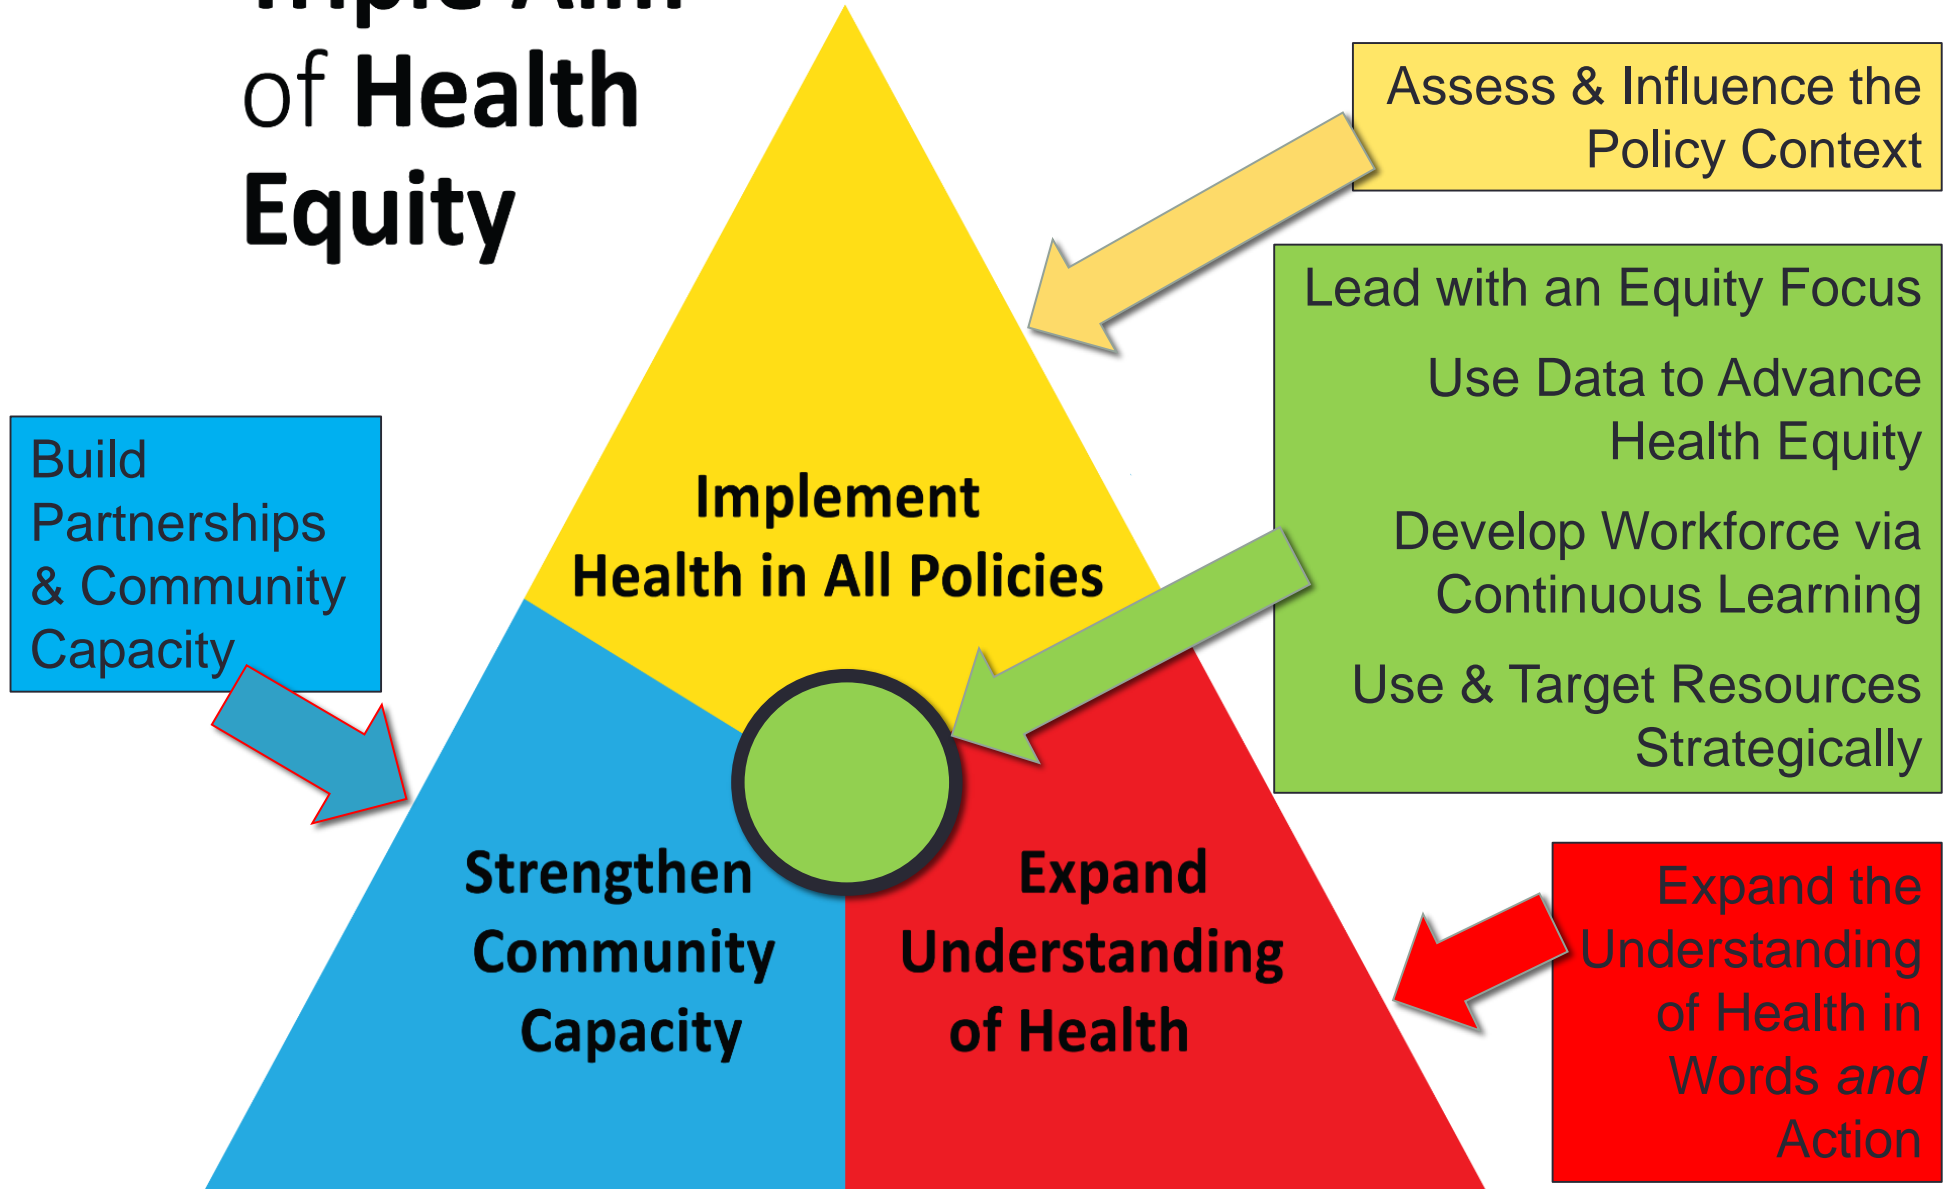 Triple Aim
of Health
Equity
Assess & Influence the
Policy Context
Lead with an Equity Focus
Use Data to Advance
Health Equity
Develop Workforce via
Continuous Learning
Use & Target Resources
Strategically
Build
Partnerships
& Community
Capacity
Implement
Health in All Policies
Strengthen
Community
Capacity
Expand
Understanding
of Health
Expand the
Understanding
of Health in
Words and
Action